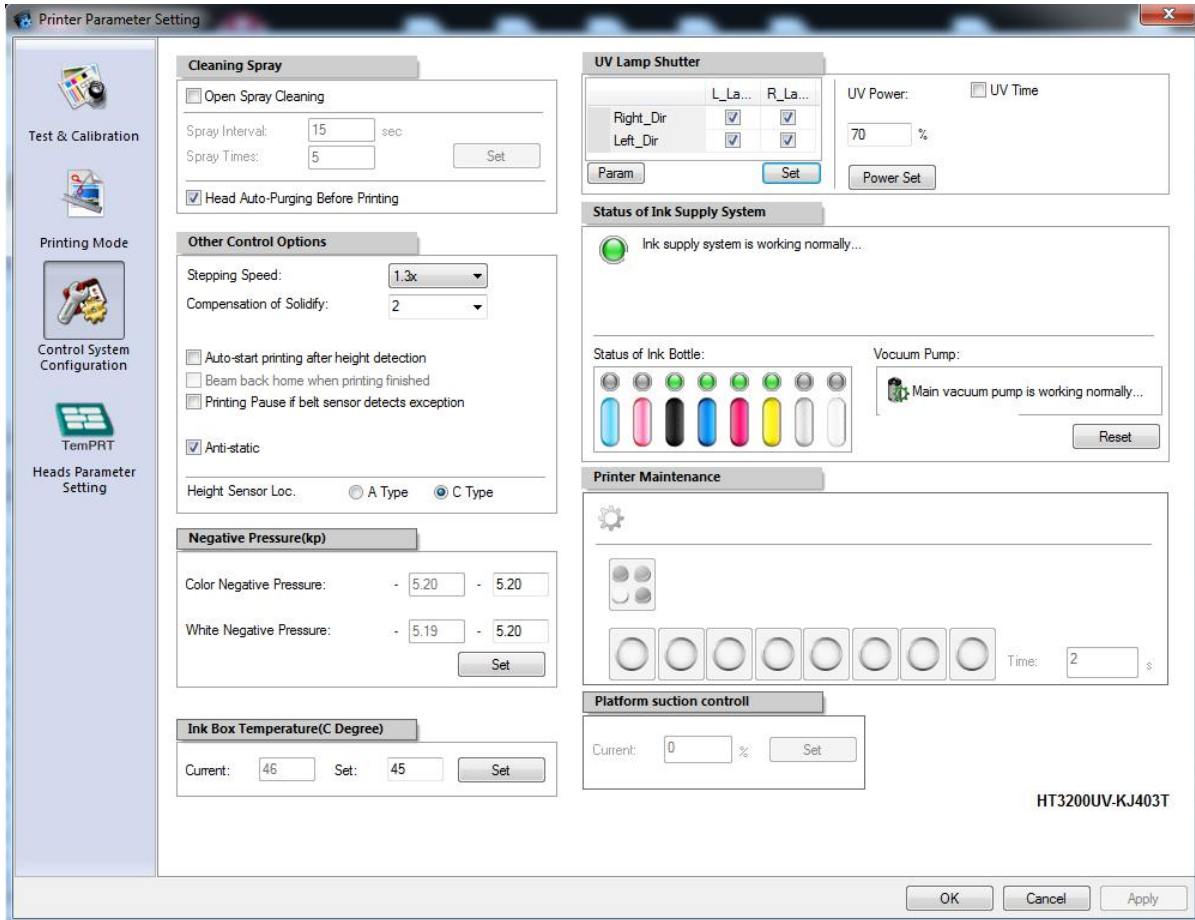 Printer Parameter Setting
x
Test & Calibration
Printing Mode
Control System
Configuration
TemPRT
Heads Parameter
Setting
Cleaning Spray
Open Spray Cleaning
Spray Interval: 15 sec
Spray Times: 5 Set
Head Auto-Purging Before Printing
Other Control Options
Stepping Speed: 1.3x
Compensation of Solidify: 2
Auto-start printing after height detection
Beam back home when printing finished
Printing Pause if belt sensor detects exception
Anti-static
Height Sensor Loc. A Type C Type
Negative Pressure(kp)
Color Negative Pressure: - 5.20 - 5.20
White Negative Pressure: - 5.19 - 5.20
Set
Ink Box Temperature(C Degree)
Current: 46 Set: 45 Set
UV Lamp Shutter
L_La... R_La...
Right_Dir
Left_Dir
Param Set
UV Power: UV Time
70 %
Power Set
Status of Ink Supply System
Ink supply system is working normally...
Status of Ink Bottle:
Vocuum Pump:
Main vacuum pump is working normally...
Reset
Printer Maintenance
Time: 2 s
Platform suction controll
Current: 0 % Set
HT3200UV-KJ403T
OK Cancel Apply